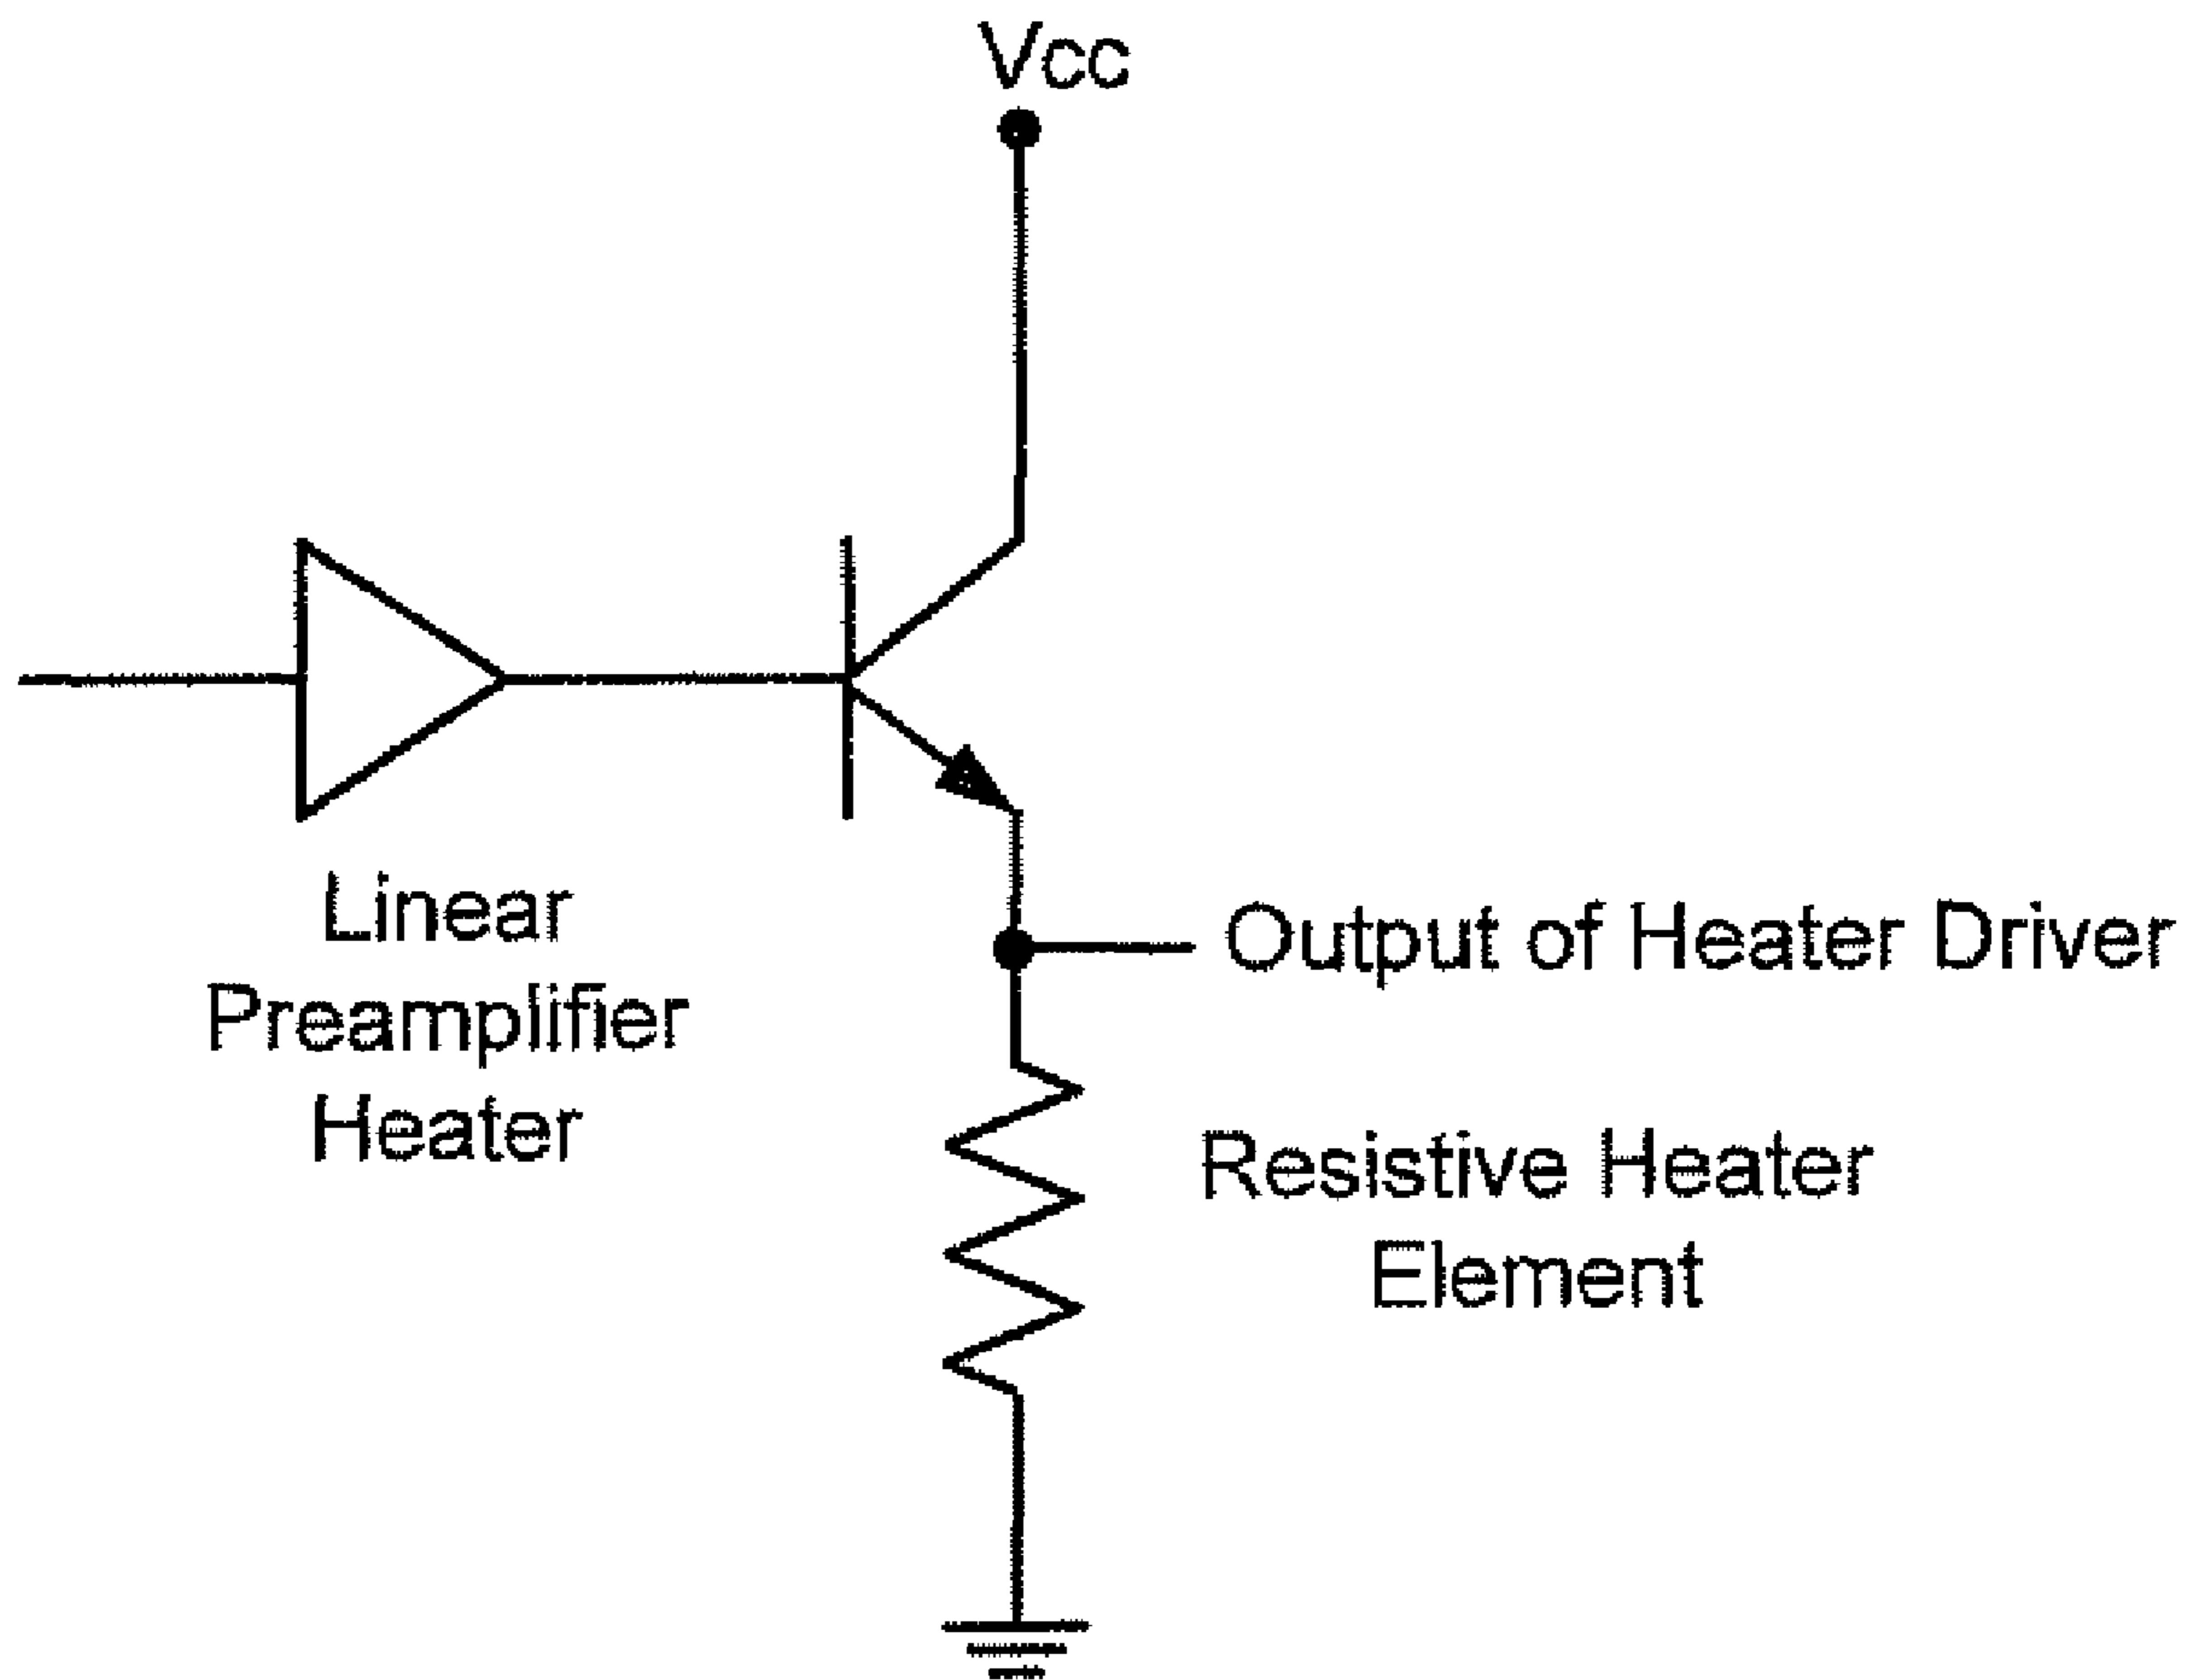 Vcc
Linear
Preamplifier
Heater
Output of Heater Driver
Resistive Heater
Element